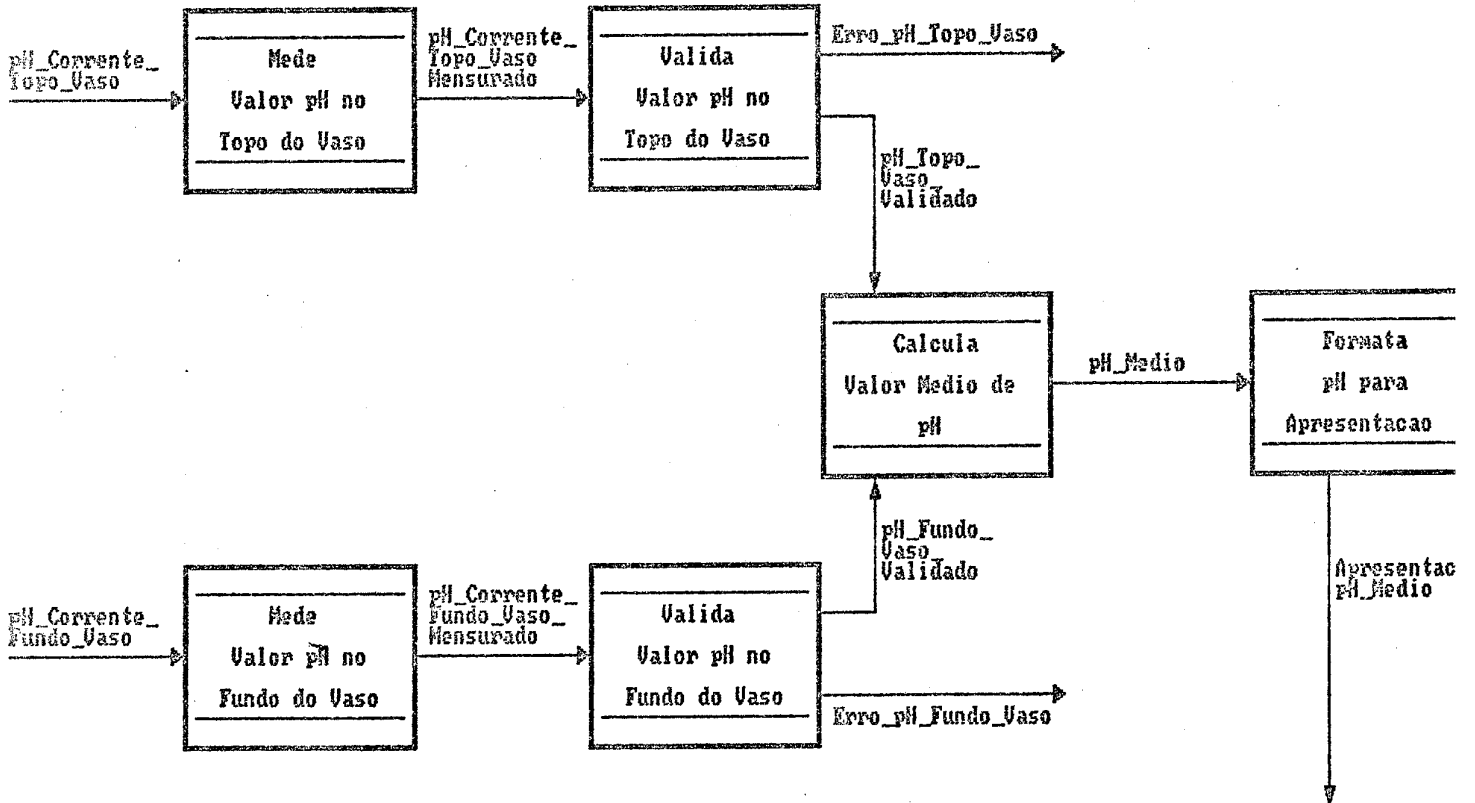 pH_Corrente_
Topo_Vaso
Mede
Valor pH no
Topo do Vaso
pH_Corrente_
Topo_Vaso
Mensurado
Valida
Valor pH no
Topo do Vaso
Erro_pH_Topo_Vaso
pH_Topo_
Vaso_
Validado
Calcula
Valor Medio de
pH
pH_Medio
Formata
pH para
Apresentacao
pH_Fundo_
Vaso_
Validado
Apresentac
pH_Medio
pH_Corrente_
Fundo_Vaso
Mede
Valor pH no
Fundo do Vaso
pH_Corrente_
Fundo_Vaso_
Mensurado
Valida
Valor pH no
Fundo do Vaso
Erro_pH_Fundo_Vaso